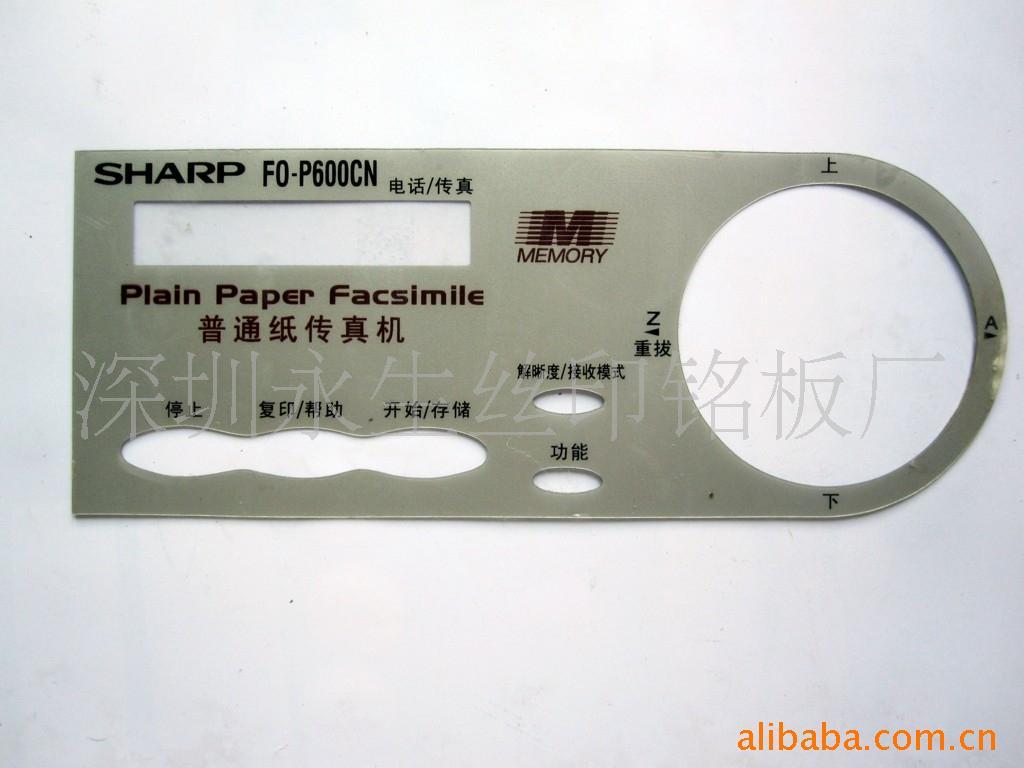 SHARP FO-P600CN 电话/传真
M
MEMORY
Plain Paper Facsimile
普通纸传真机
上
Z
重拨
A
解晰度/接收模式
停止 复印/帮助 开始/存储
功能
下
深圳永生丝印铭板厂
alibaba.com.cn